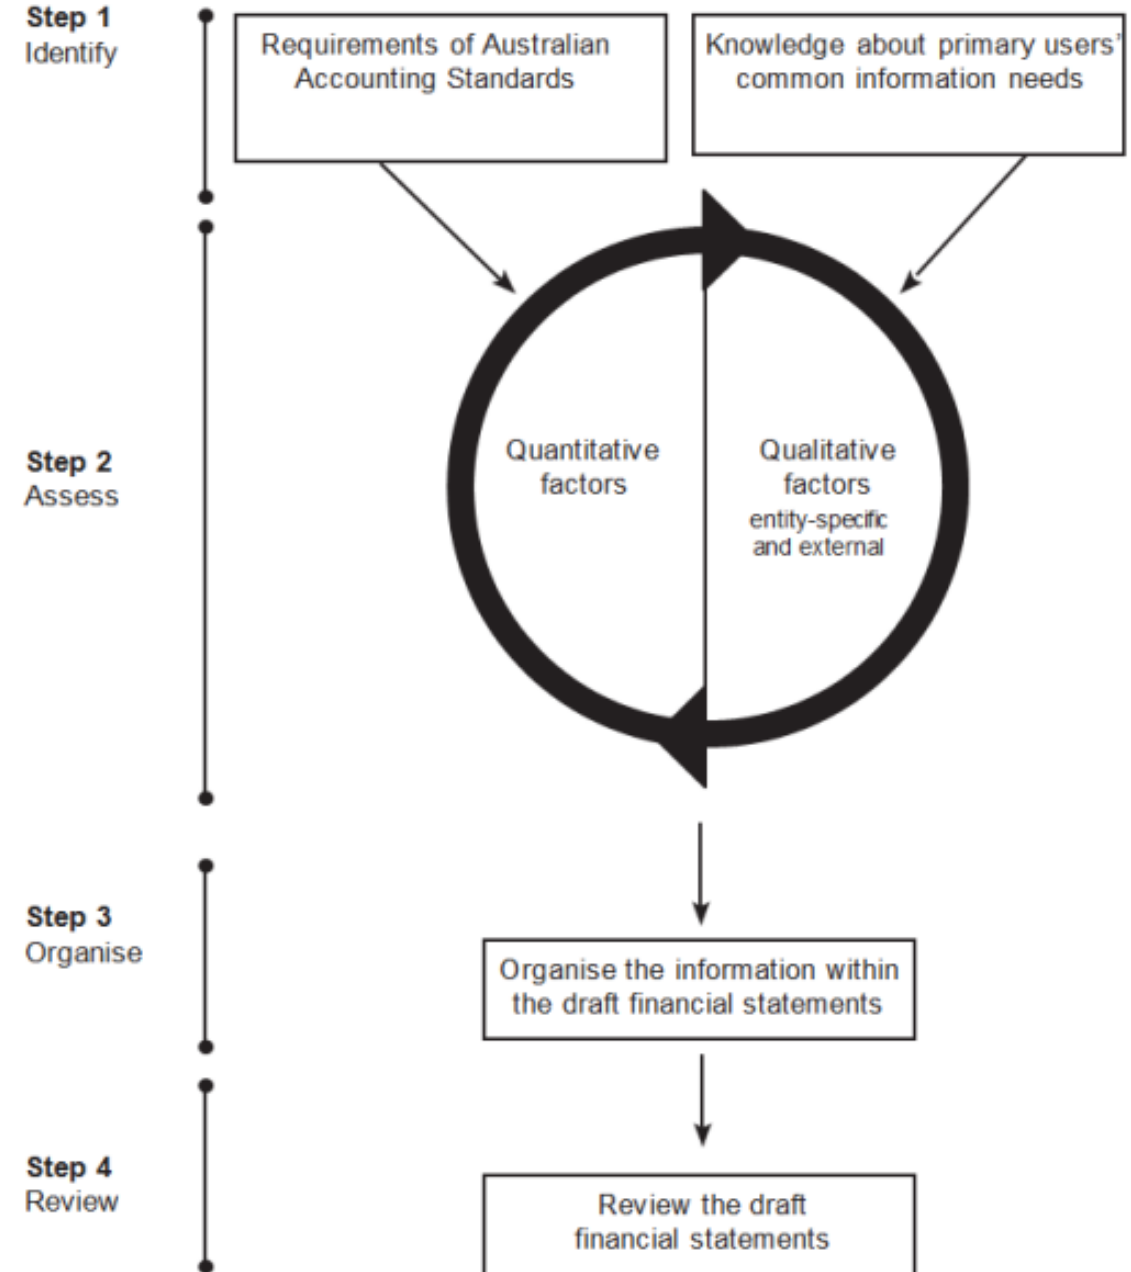 Step 1
Identify
Requirements of Australian
Accounting Standards
Knowledge about primary users'
common information needs
Step 2
Assess
Quantitative
factors
Qualitative
factors
entity-specific
and external
Step 3
Organise
Organise the information within
the draft financial statements
Step 4
Review
Review the draft
financial statements